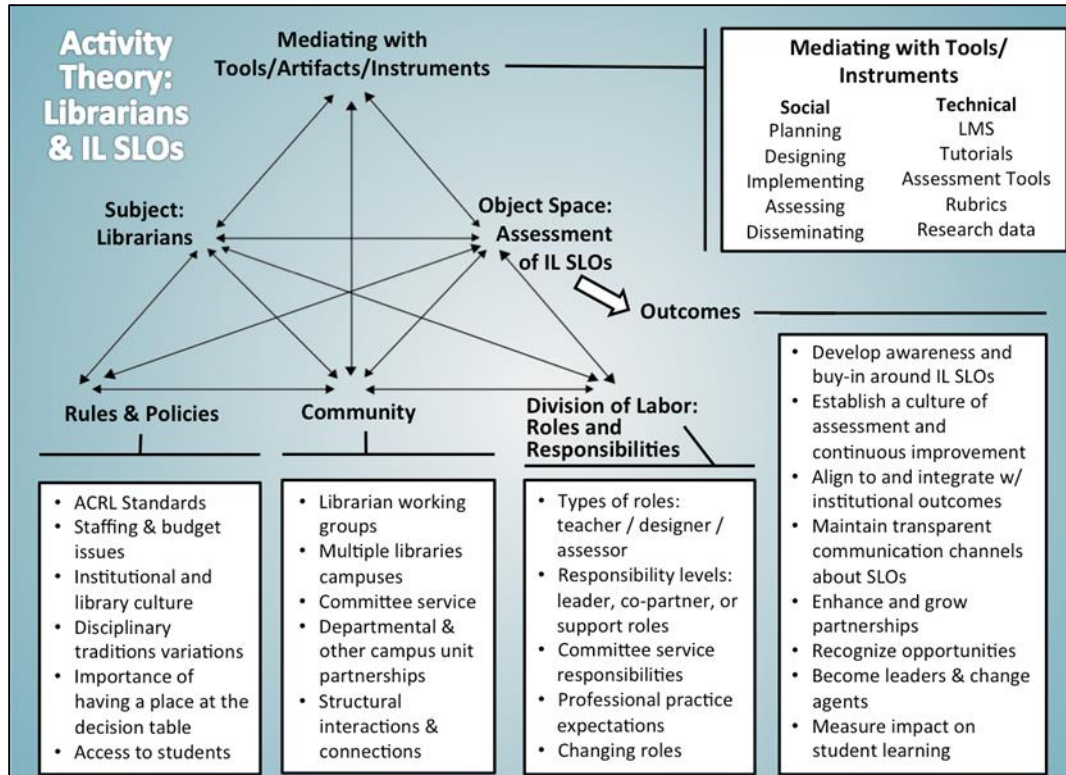 Activity
Theory:
Librarians
& IL SLOs
Mediating with
Tools/Artifacts/Instruments
Mediating with Tools/
Instruments
Social
Planning
Designing
Implementing
Assessing
Disseminating
Technical
LMS
Tutorials
Assessment Tools
Rubrics
Research data
Subject:
Librarians
Object Space:
Assessment
of IL SLOs
Outcomes
Rules & Policies
Community
Division of Labor:
Roles and
Responsibilities
• ACRL Standards
• Staffing & budget
issues
• Institutional and
library culture
• Disciplinary
traditions variations
• Importance of
having a place at the
decision table
• Access to students
• Librarian working
groups
• Multiple libraries
campuses
• Committee service
• Departmental &
other campus unit
partnerships
• Structural
interactions &
connections
• Types of roles:
teacher / designer /
assessor
• Responsibility levels:
leader, co-partner, or
support roles
• Committee service
responsibilities
• Professional practice
expectations
• Changing roles
• Develop awareness and
buy-in around IL SLOs
• Establish a culture of
assessment and
continuous improvement
• Align to and integrate w/
institutional outcomes
• Maintain transparent
communication channels
about SLOs
• Enhance and grow
partnerships
• Recognize opportunities
• Become leaders & change
agents
• Measure impact on
student learning